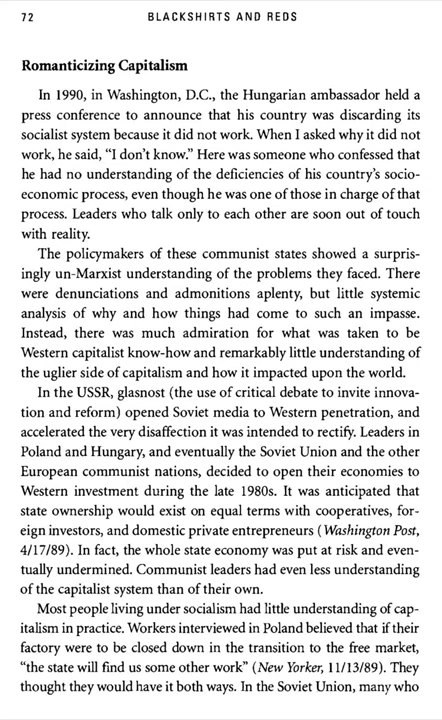 72 BLACKSHIRTS AND REDS
Romanticizing Capitalism
In 1990, in Washington, D.C., the Hungarian ambassador held a
press conference to announce that his country was discarding its
socialist system because it did not work. When I asked why it did not
work, he said, “I don’t know.” Here was someone who confessed that
he had no understanding of the deficiencies of his country’s socio-
economic process, even though he was one of those in charge of that
process. Leaders who talk only to each other are soon out of touch
with reality.
The policymakers of these communist states showed a surpris-
ingly un-Marxist understanding of the problems they faced. There
were denunciations and admonitions aplenty, but little systemic
analysis of why and how things had come to such an impasse.
Instead, there was much admiration for what was taken to be
Western capitalist know-how and remarkably little understanding of
the uglier side of capitalism and how it impacted upon the world.
In the USSR, glasnost (the use of critical debate to invite innova-
tion and reform) opened Soviet media to Western penetration, and
accelerated the very disaffection it was intended to rectify. Leaders in
Poland and Hungary, and eventually the Soviet Union and the other
European communist nations, decided to open their economies to
Western investment during the late 1980s. It was anticipated that
state ownership would exist on equal terms with cooperatives, for-
eign investors, and domestic private entrepreneurs (Washington Post,
4/17/89). In fact, the whole state economy was put at risk and even-
tually undermined. Communist leaders had even less understanding
of the capitalist system than of their own.
Most people living under socialism had little understanding of cap-
italism in practice. Workers interviewed in Poland believed that if their
factory were to be closed down in the transition to the free market,
“the state will find us some other work” (New Yorker, 11/13/89). They
thought they would have it both ways. In the Soviet Union, many who